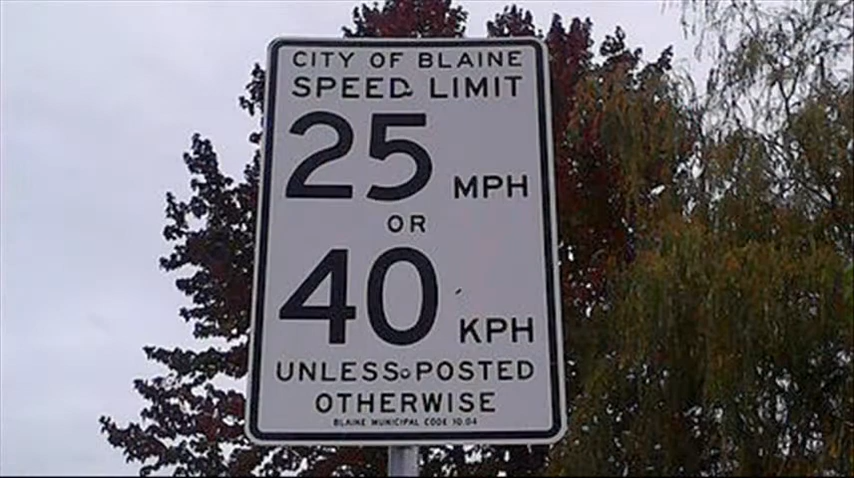 CITY OF BLAINE
SPEED LIMIT
25 MPH
OR
40 KPH
UNLESS POSTED
OTHERWISE
BLAINE MUNICIPAL CODE 10.04